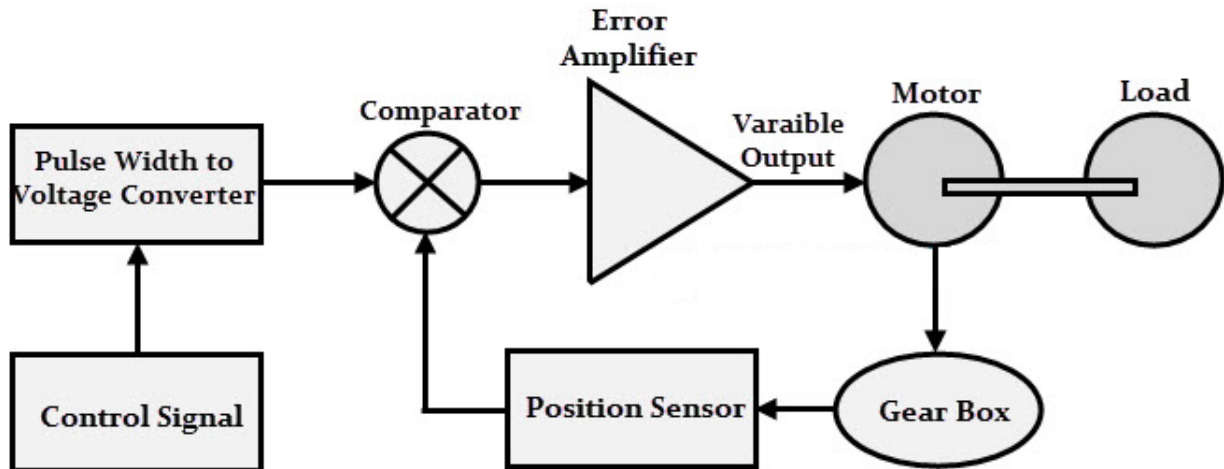 Error
Amplifier
Motor
Load
Comparator
Varaible
Output
Pulse Width to
Voltage Converter
Control Signal
Position Sensor
Gear Box